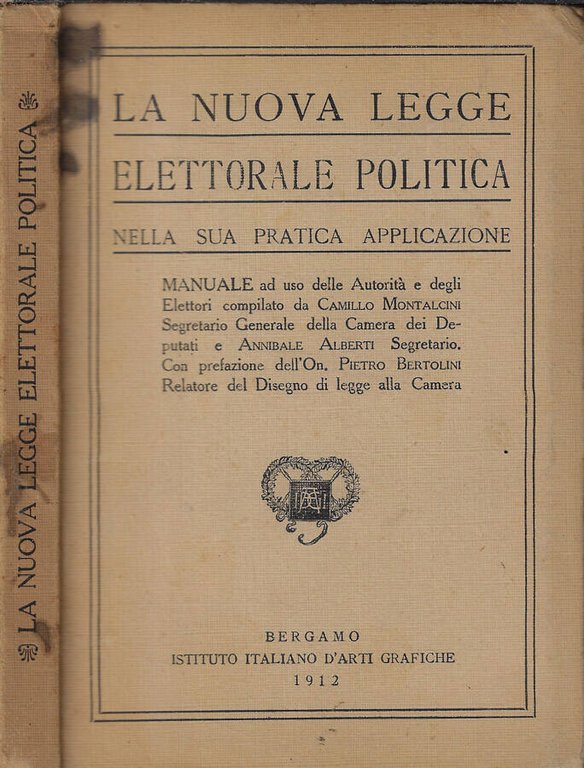 LA NUOVA LEGGE ELETTORALE POLITICA
LA NUOVA LEGGE
ELETTORALE POLITICA
NELLA SUA PRATICA APPLICAZIONE
MANUALE ad uso delle Autorità e degli
Elettori compilato da CAMILLO MONTALCINI
Segretario Generale della Camera dei De-
putati e ANNIBALE ALBERTI Segretario.
Con prefazione dell'On. PIETRO BERTOLINI
Relatore del Disegno di legge alla Camera
BERGAMO
ISTITUTO ITALIANO D'ARTI GRAFICHE
1912